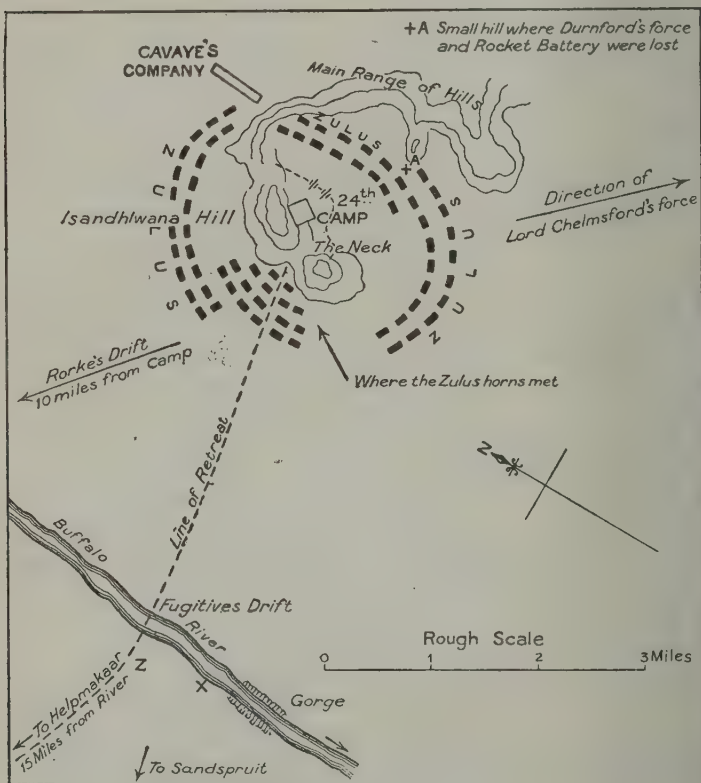 +A Small hill where Durnford's force
and Rocket Battery were lost
CAVAYE'S
COMPANY
Main Range of Hills
ZULUS
A
+
24th
CAMP
Isandhlwana Hill
The Neck
ZULUS
ZULUS
Direction of
Lord Chelmsford's force
Rorke's Drift
10 miles from Camp
Where the Zulus horns met
Line of Retreat
N
Buffalo
River
Fugitives Drift
Z
X
Gorge
Rough Scale
0 1 2 3 Miles
To Helpmakaar
15 Miles from River
To Sandspruit